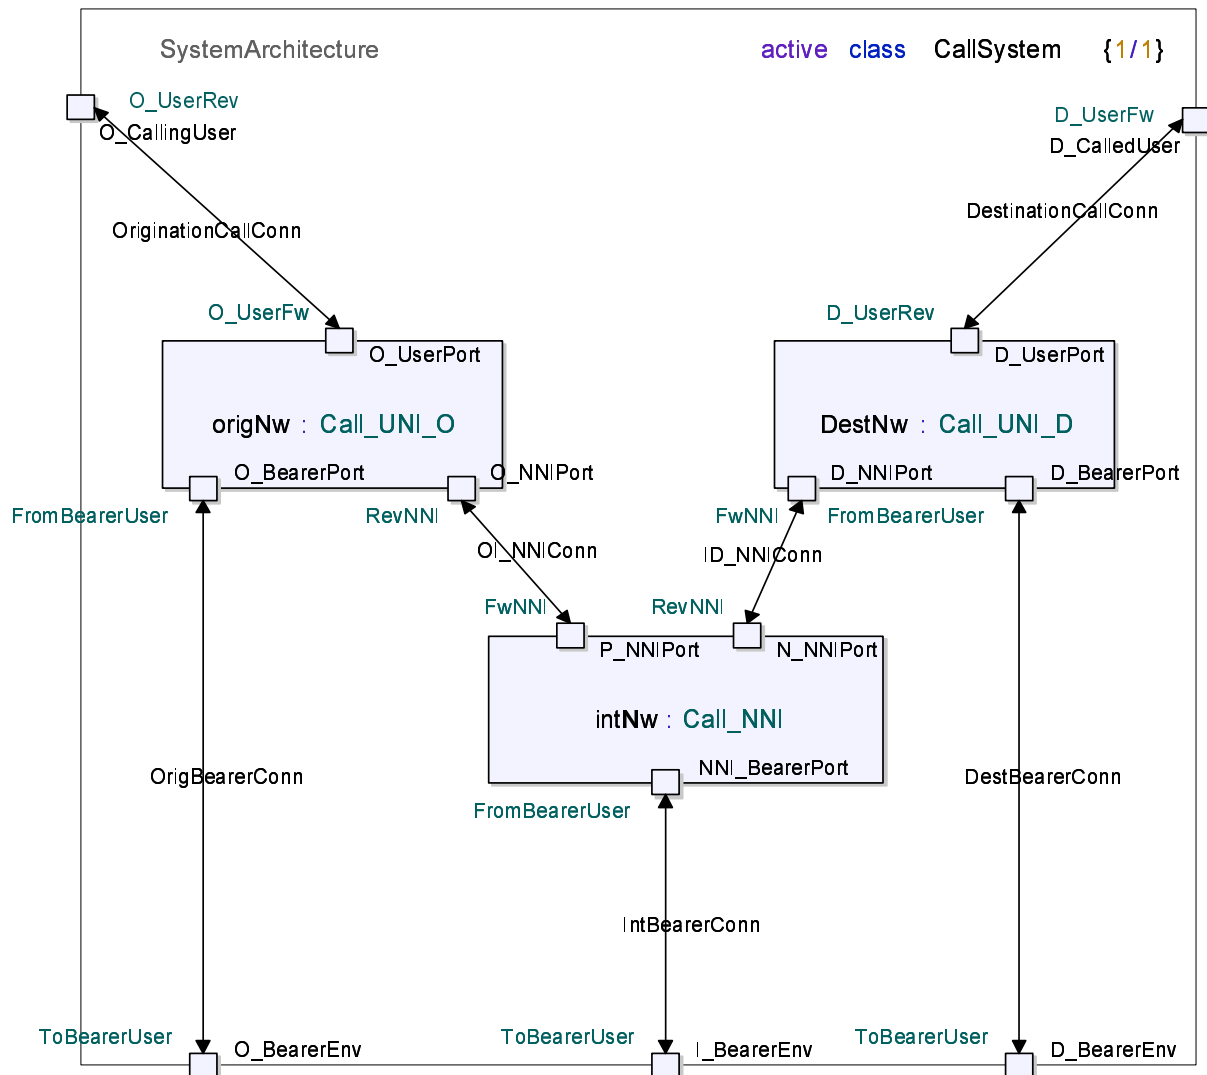 SystemArchitecture active class CallSystem {1/1}
O_UserRev
D_UserFw
O_CallingUser
D_CalledUser
DestinationCallConn
OriginationCallConn
O_UserFw
D_UserRev
O_UserPort
D_UserPort
origNw : Call_UNI_O
DestNw : Call_UNI_D
O_BearerPort
O_NNIPort
D_NNIPort
D_BearerPort
FromBearerUser
RevNNI
FwNNI
FromBearerUser
OI_NNIConn
ID_NNIConn
FwNNI
RevNNI
P_NNIPort
N_NNIPort
intNw : Call_NNI
NNI_BearerPort
OrigBearerConn
DestBearerConn
FromBearerUser
IntBearerConn
ToBearerUser
ToBearerUser
ToBearerUser
O_BearerEnv
I_BearerEnv
D_BearerEnv